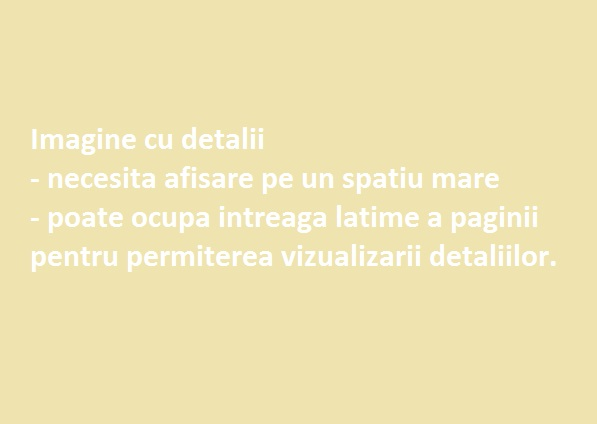 Imagine cu detalii
- necesita afisare pe un spatiu mare
- poate ocupa intreaga latime a paginii
pentru permiterea vizualizarii detaliilor.